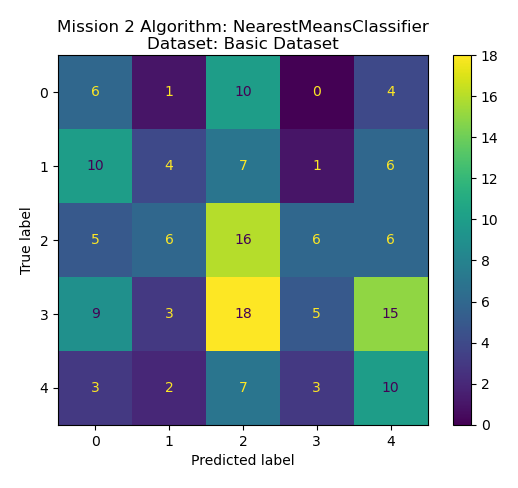 Mission 2 Algorithm: NearestMeansClassifier
Dataset: Basic Dataset
True label
0 6 1 10 0 4
1 10 4 7 1 6
2 5 6 16 6 6
3 9 3 18 5 15
4 3 2 7 3 10
0 1 2 3 4
Predicted label
18
16
14
12
10
8
6
4
2
0